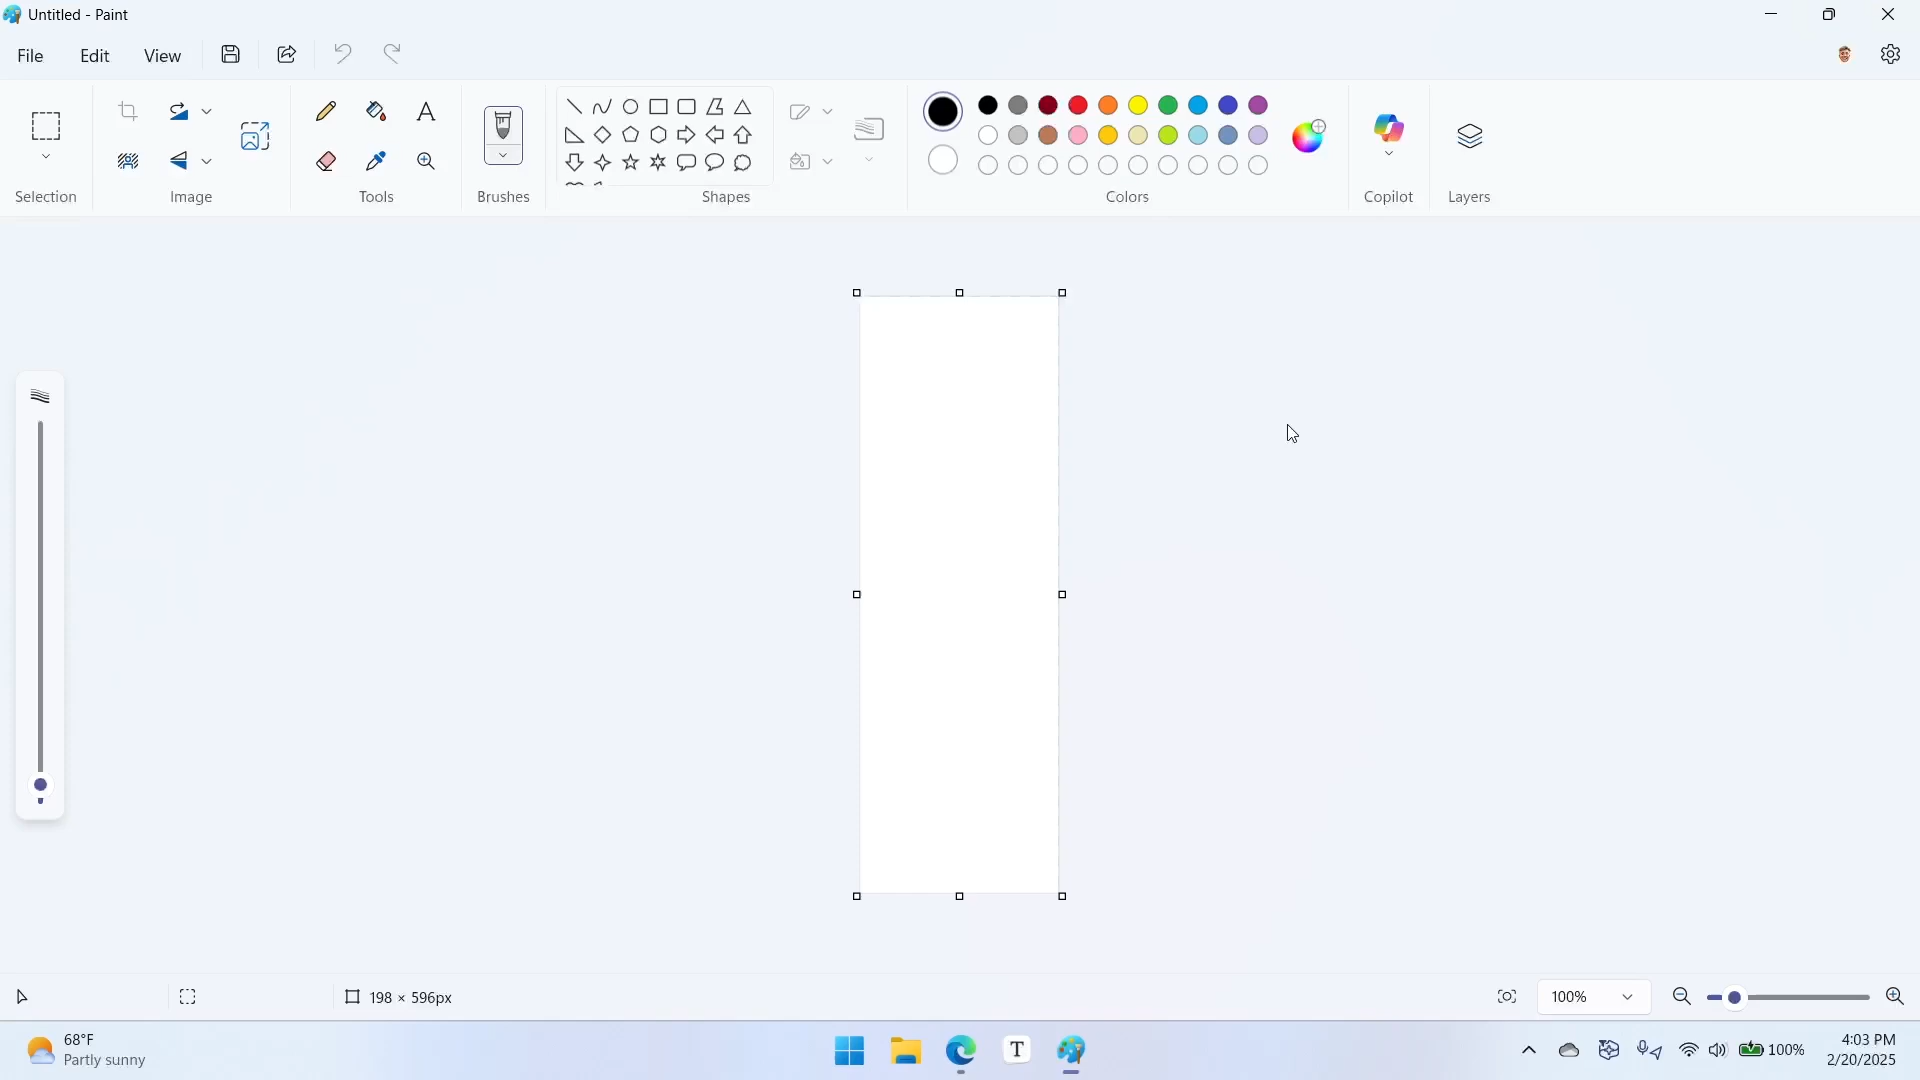 Untitled - Paint
File
Edit
View
Selection
Image
Tools
Brushes
Shapes
Colors
Copilot
Layers
198 × 596px
100%
68°F
Partly sunny
T
100%
4:03 PM
2/20/2025